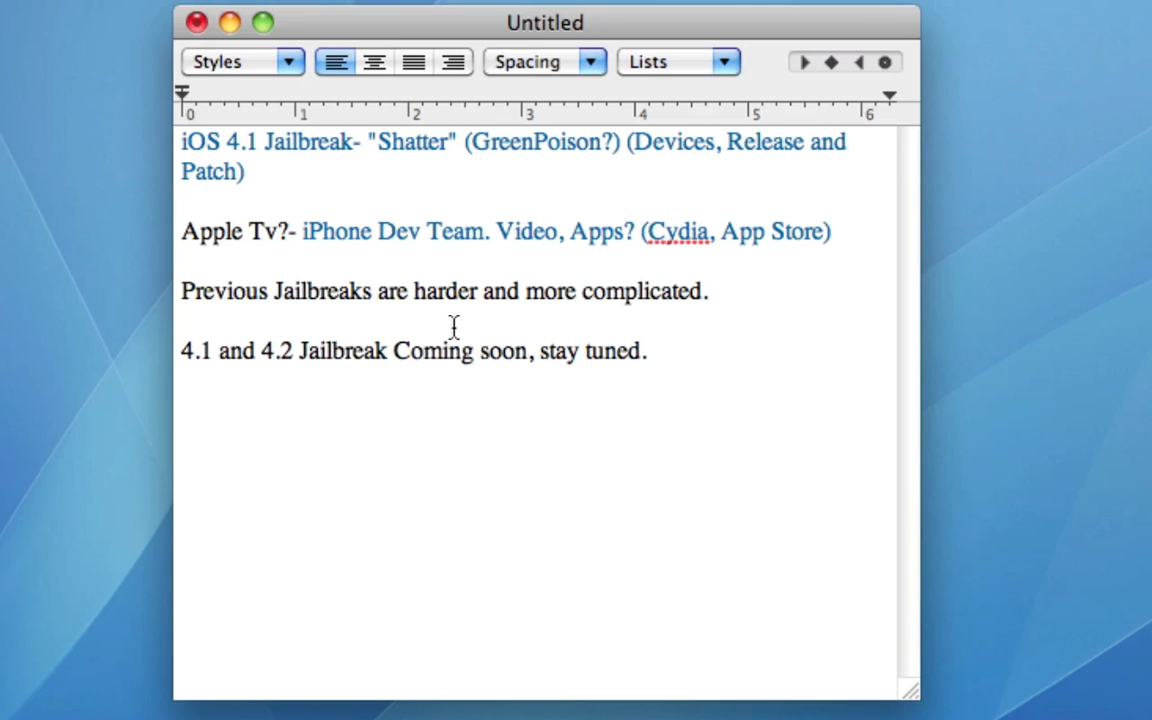 Untitled
Styles
Spacing
Lists
0 1 2 3 4 5 6
iOS 4.1 Jailbreak- "Shatter" (GreenPoison?) (Devices, Release and
Patch)
Apple Tv?- iPhone Dev Team. Video, Apps? (Cydia, App Store)
Previous Jailbreaks are harder and more complicated.
4.1 and 4.2 Jailbreak Coming soon, stay tuned.